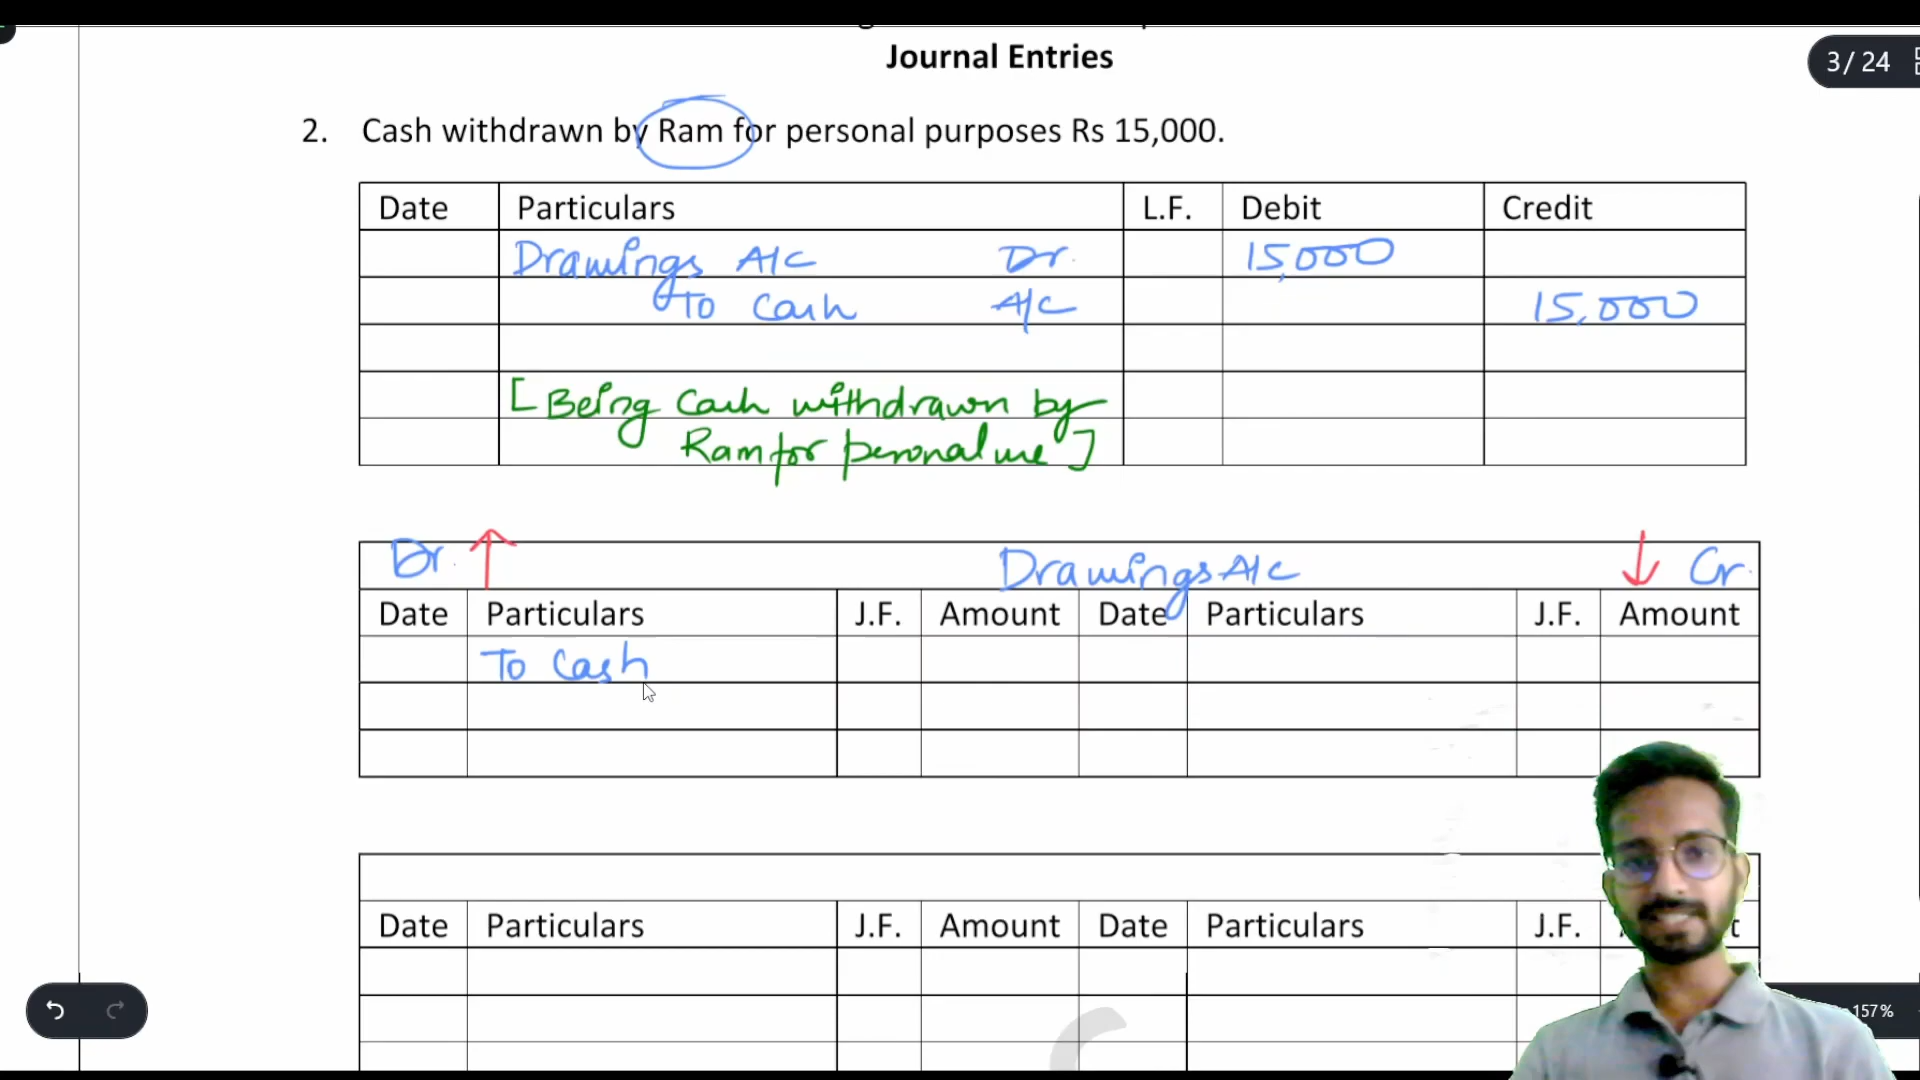 Journal Entries
3/ 24
2. Cash withdrawn by Ram for personal purposes Rs 15,000.
Date Particulars L.F. Debit Credit
Drawings A/C Dr. 15,000
To Cash A/C 15,000
[Being Cash withdrawn by
Ram for personal use]
Dr. Drawings A/C Cr.
Date Particulars J.F. Amount Date Particulars J.F. Amount
To Cash
Date Particulars J.F. Amount Date Particulars J.F. t
157%